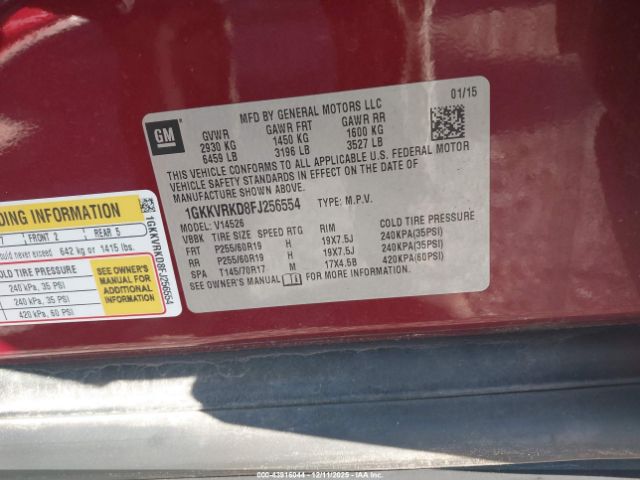 MFD BY GENERAL MOTORS LLC
01/15
GM
GVWR GAWR FRT GAWR RR
2930 KG 1450 KG 1600 KG
6459 LB 3196 LB 3527 LB
THIS VEHICLE CONFORMS TO ALL APPLICABLE U.S. FEDERAL MOTOR
VEHICLE SAFETY STANDARDS IN EFFECT ON THE DATE OF
MANUFACTURE SHOWN ABOVE.
1GKKVRKD8FJ256554 TYPE: M.P.V.
MODEL: V14526
VBBK TIRE SIZE SPEED RTG RIM COLD TIRE PRESSURE
FRT P255/60R19 H 19X7.5J 240KPA(35PSI)
RR P255/60R19 H 19X7.5J 240KPA(35PSI)
SPA T145/70R17 M 17X4.5B 420KPA(60PSI)
SEE OWNER'S MANUAL FOR MORE INFORMATION.
DING INFORMATION
FRONT 2 REAR 5
never exceed 642 kg or 1415 lbs.
COLD TIRE PRESSURE
240 kPa, 35 PSI
240 kPa, 35 PSI
420 kPa, 60 PSI
SEE OWNER'S
MANUAL FOR
ADDITIONAL
INFORMATION
1GKKVRKD8FJ256554
© 43916044 - 12/11/2025 - IAAI.COM